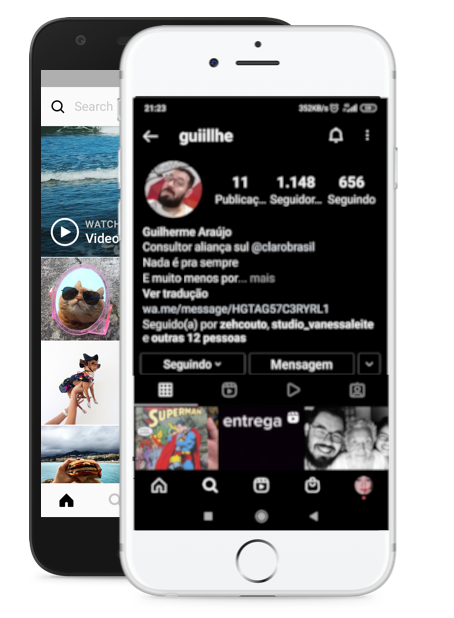 Search
WATCH
Video
21:23
352KB/s
guiillhe
11 1.148 656
Publicaç... Seguidor... Seguindo
Guilherme Araújo
Consultor aliança sul @clarobrasil
Nada é pra sempre
E muito menos por... mais
Ver tradução
wa.me/message/HGTAG57C3RYRL1
Seguido(a) por zehcouto, studio_vanessaleite
e outras 12 pessoas
Seguindo Mensagem
SUPERMAN
entrega